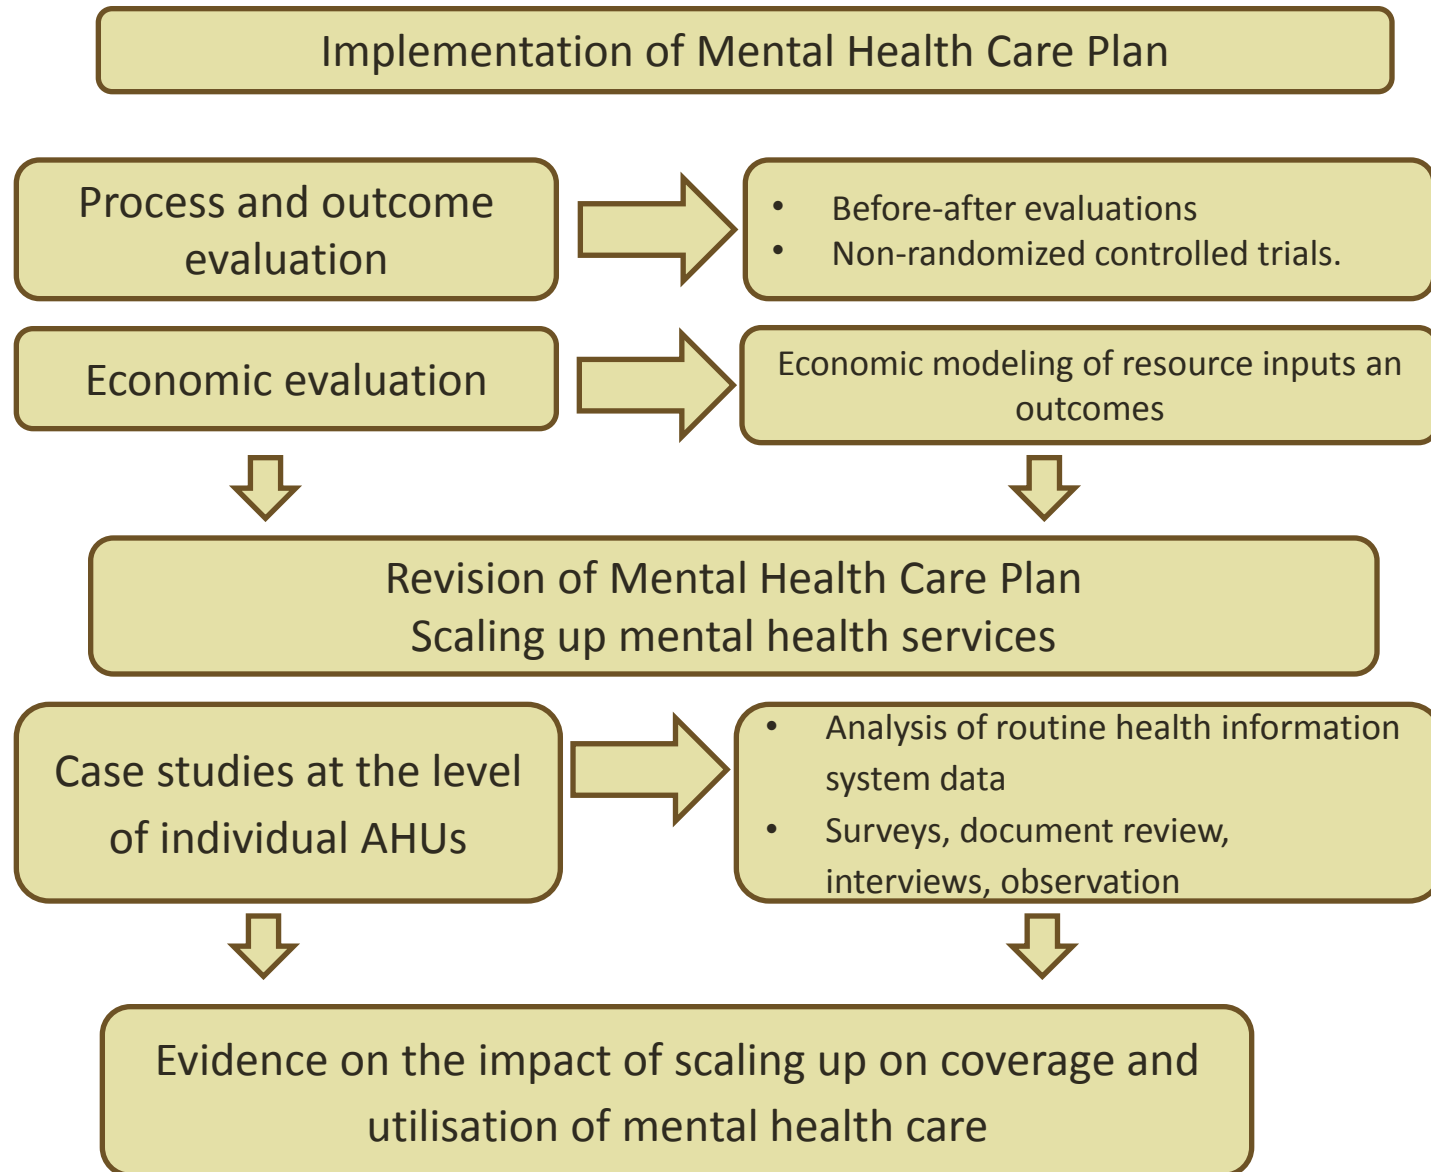 Implementation of Mental Health Care Plan
Process and outcome
evaluation
• Before-after evaluations
• Non-randomized controlled trials.
Economic evaluation
Economic modeling of resource inputs an
outcomes
Revision of Mental Health Care Plan
Scaling up mental health services
Case studies at the level
of individual AHUs
• Analysis of routine health information
system data
• Surveys, document review,
interviews, observation
Evidence on the impact of scaling up on coverage and
utilisation of mental health care